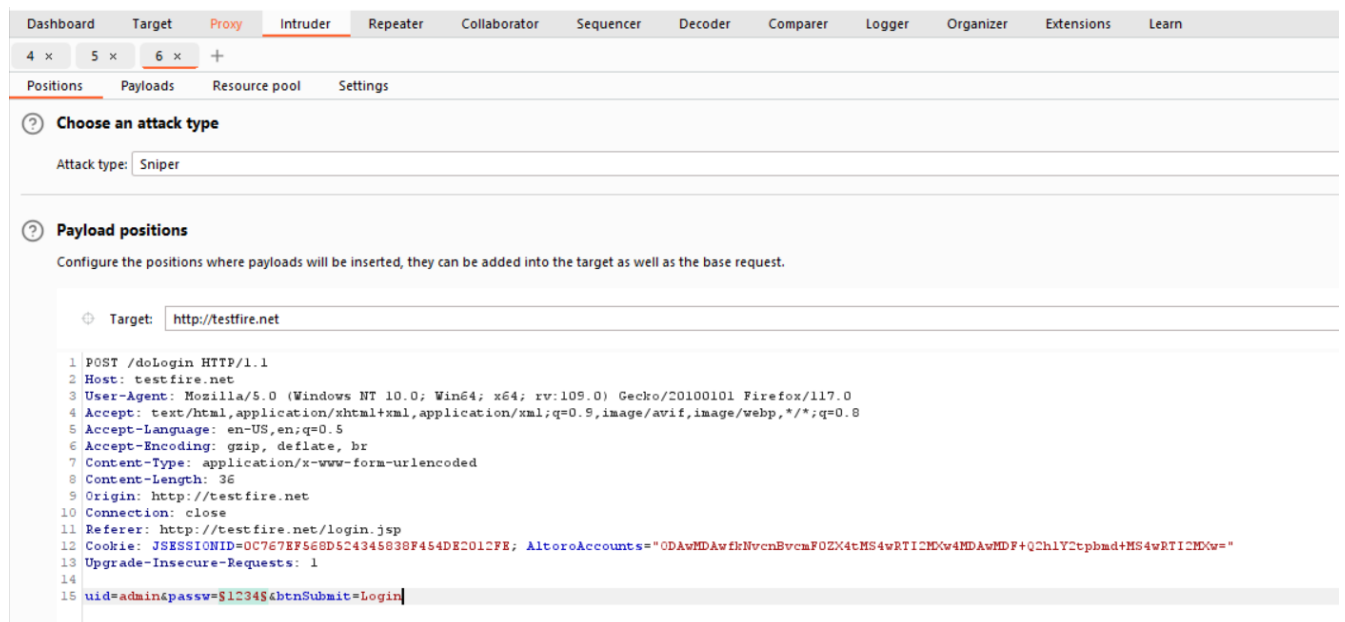 Dashboard Target Proxy Intruder Repeater Collaborator Sequencer Decoder Comparer Logger Organizer Extensions Learn
4 × 5 × 6 × +
Positions Payloads Resource pool Settings
? Choose an attack type
Attack type: Sniper
? Payload positions
Configure the positions where payloads will be inserted, they can be added into the target as well as the base request.
Target: http://testfire.net
1 POST /doLogin HTTP/1.1
2 Host: testfire.net
3 User-Agent: Mozilla/5.0 (Windows NT 10.0; Win64; x64; rv:109.0) Gecko/20100101 Firefox/117.0
4 Accept: text/html,application/xhtml+xml,application/xml;q=0.9,image/avif,image/webp,*/*;q=0.8
5 Accept-Language: en-US,en;q=0.5
6 Accept-Encoding: gzip, deflate, br
7 Content-Type: application/x-www-form-urlencoded
8 Content-Length: 36
9 Origin: http://testfire.net
10 Connection: close
11 Referer: http://testfire.net/login.jsp
12 Cookie: JSESSIONID=0C767EF568D524345838F454DE2012FE; AltoroAccounts="ODAwMDAwfkNvcnBvcmF0ZX4tMS4wRTI2MXw4MDAwMDF+Q2hlY2tpbmd+MS4wRTI2MXw="
13 Upgrade-Insecure-Requests: 1
14
15 uid=admin&passw=§1234§&btnSubmit=Login